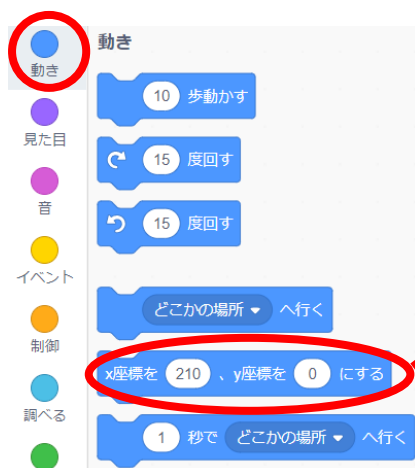 動き
動き
10 歩動かす
見た目
15 度回す
音
15 度回す
イベント
どこかの場所 へ行く
制御
x座標を 210 、y座標を 0 にする
調べる
1 秒で どこかの場所 へ行く